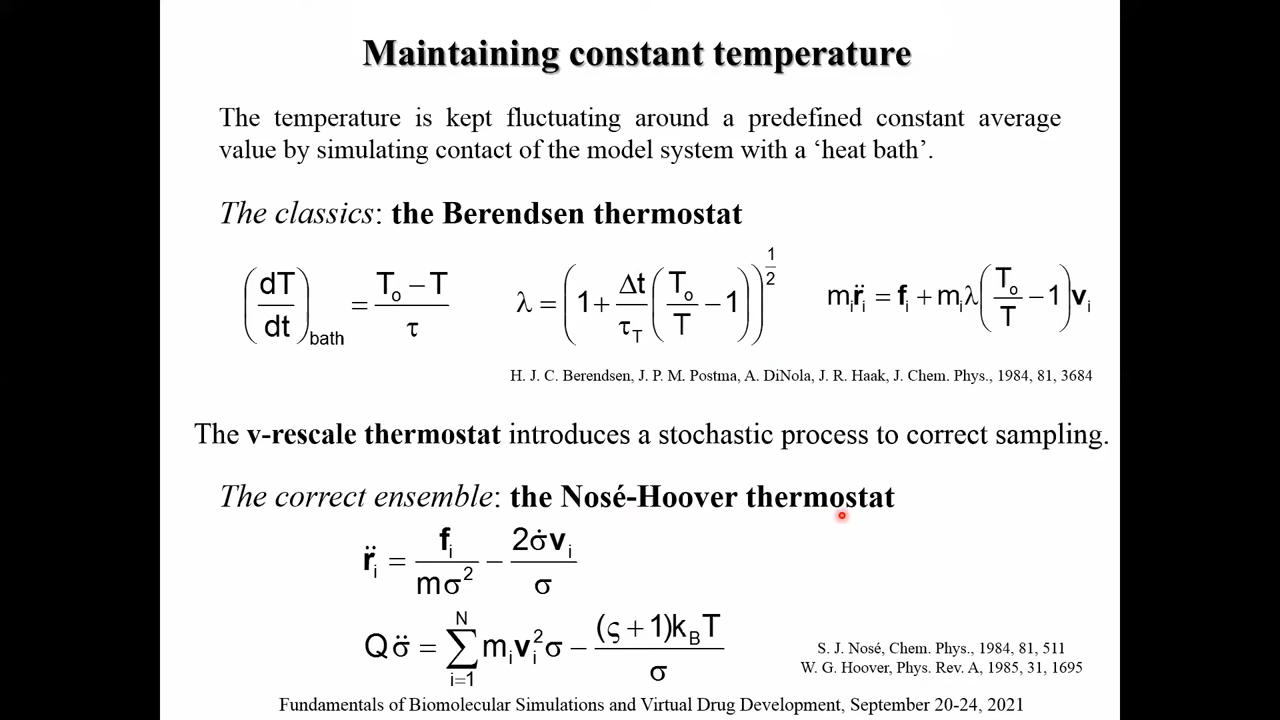 Maintaining constant temperature
The temperature is kept fluctuating around a predefined constant average
value by simulating contact of the model system with a ‘heat bath’.
The classics: the Berendsen thermostat
(dT/dt)bath = (To − T)/τ
λ = (1 + Δt/τT (To/T − 1))^1/2
mir̈i = fi + miλ(To/T − 1)vi
H. J. C. Berendsen, J. P. M. Postma, A. DiNola, J. R. Haak, J. Chem. Phys., 1984, 81, 3684
The v-rescale thermostat introduces a stochastic process to correct sampling.
The correct ensemble: the Nosé-Hoover thermostat
r̈i = fi/mσ² − 2σ̇vi/σ
Qσ̈ = ∑i=1N mivi²σ − (ς + 1)kBT/σ
S. J. Nosé, Chem. Phys., 1984, 81, 511
W. G. Hoover, Phys. Rev. A, 1985, 31, 1695
Fundamentals of Biomolecular Simulations and Virtual Drug Development, September 20-24, 2021